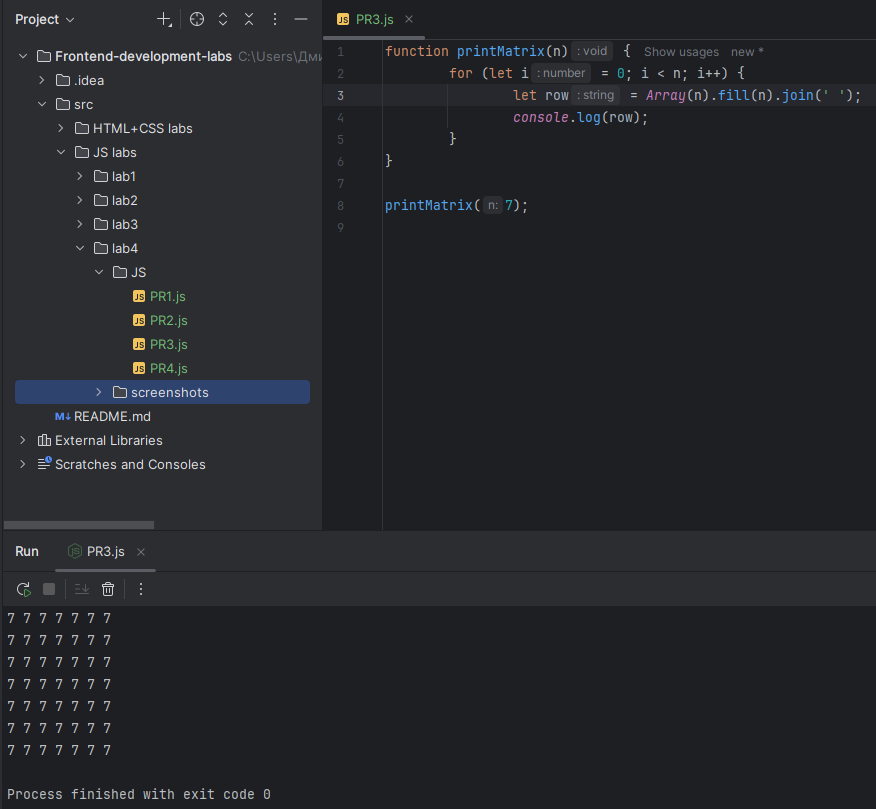 Project
Frontend-development-labs C:\Users\Дми
.idea
src
HTML+CSS labs
JS labs
lab1
lab2
lab3
lab4
JS
JS PR1.js
JS PR2.js
JS PR3.js
JS PR4.js
screenshots
M↓ README.md
External Libraries
Scratches and Consoles
JS PR3.js
1 function printMatrix(n) : void { Show usages new *
2 for (let i : number = 0; i < n; i++) {
3 let row : string = Array(n).fill(n).join(' ');
4 console.log(row);
5 }
6 }
7
8 printMatrix( n: 7);
9
Run JS PR3.js
7 7 7 7 7 7 7
7 7 7 7 7 7 7
7 7 7 7 7 7 7
7 7 7 7 7 7 7
7 7 7 7 7 7 7
7 7 7 7 7 7 7
7 7 7 7 7 7 7
Process finished with exit code 0